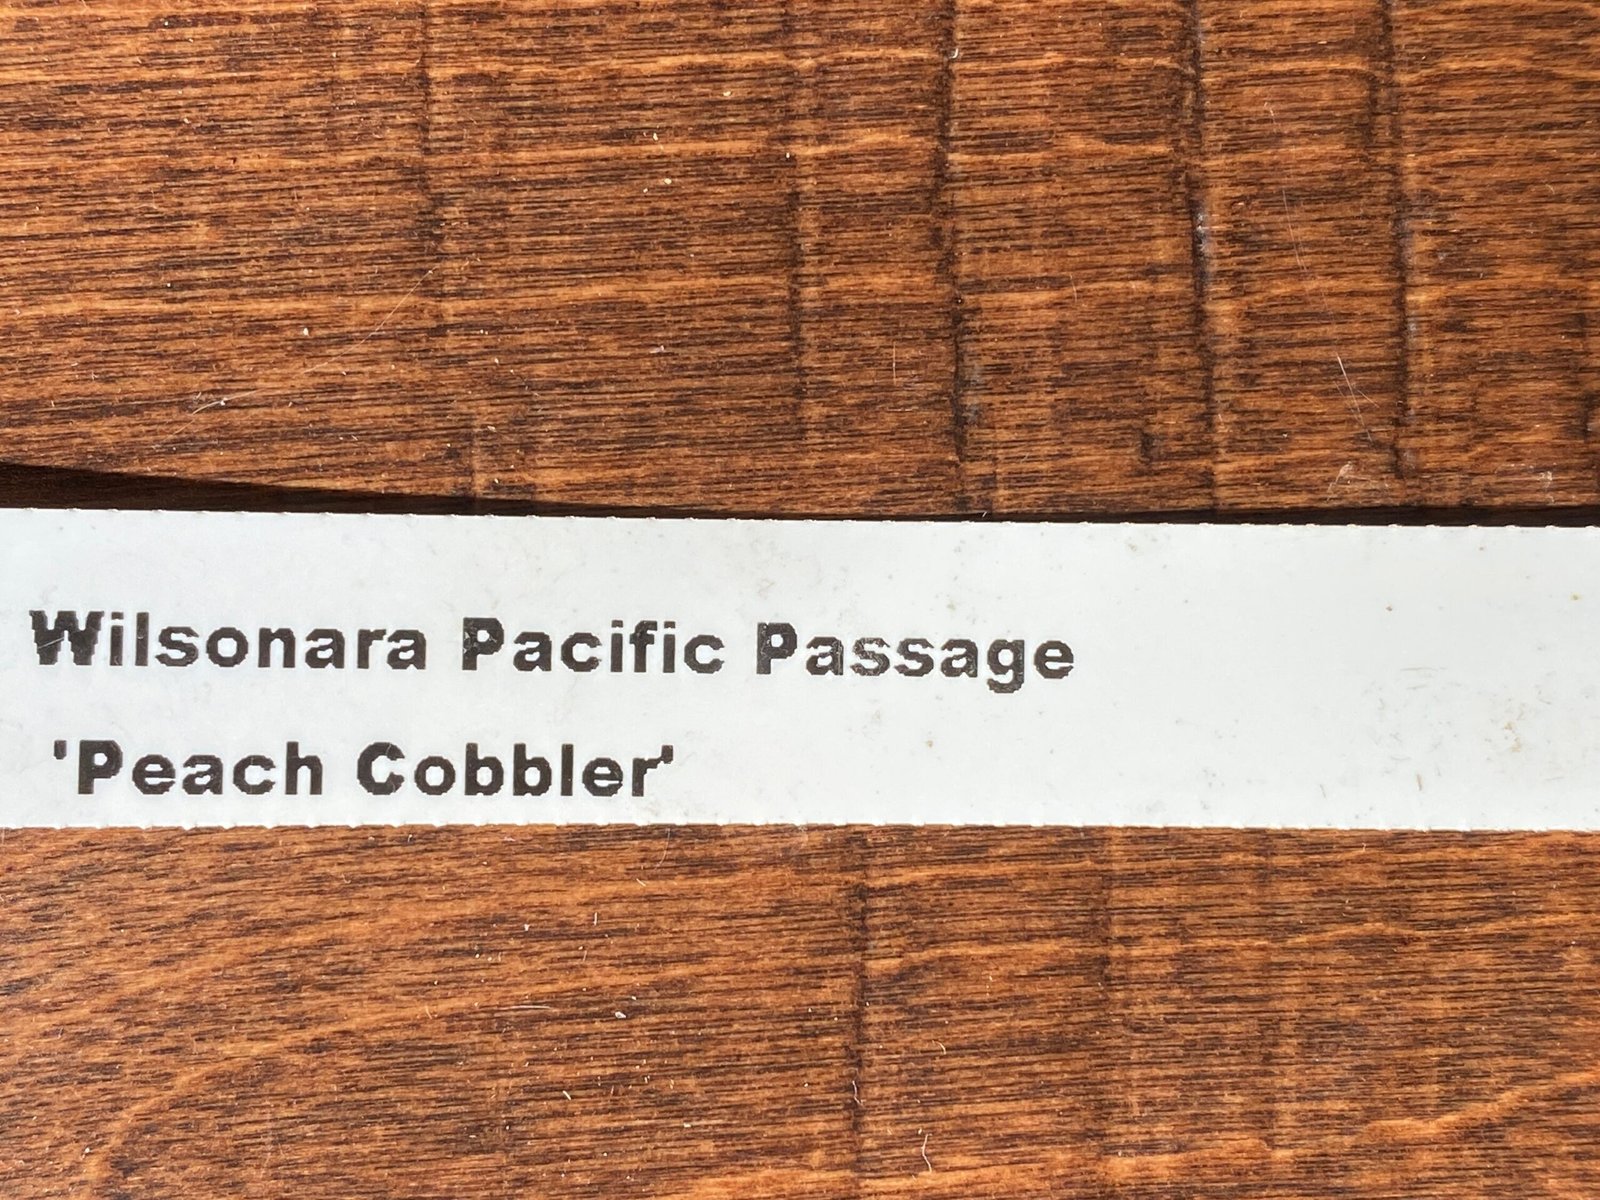 Wilsonara Pacific Passage
'Peach Cobbler'